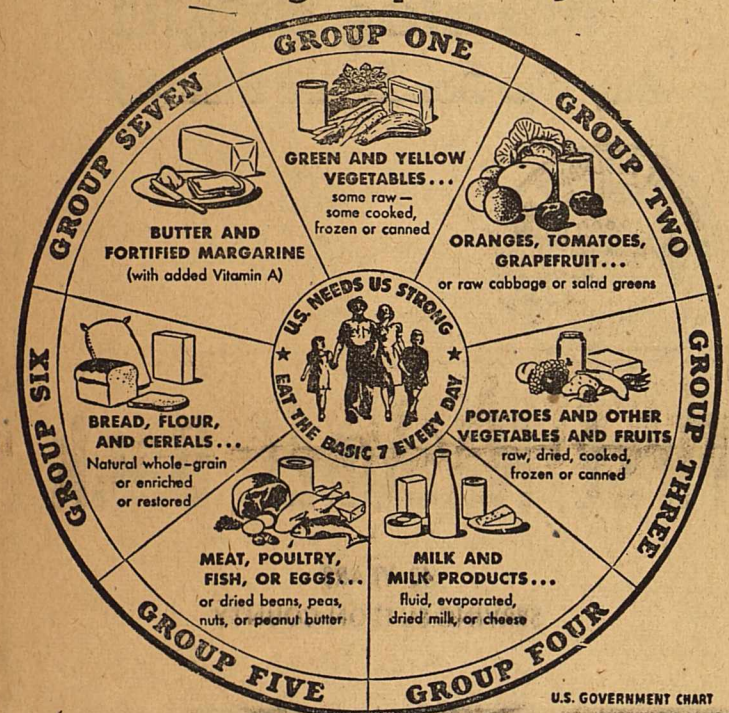 GROUP ONE
GREEN AND YELLOW
VEGETABLES...
some raw —
some cooked,
frozen or canned
GROUP TWO
ORANGES, TOMATOES,
GRAPEFRUIT...
or raw cabbage or salad greens
GROUP THREE
POTATOES AND OTHER
VEGETABLES AND FRUITS
raw, dried, cooked,
frozen or canned
GROUP FOUR
MILK AND
MILK PRODUCTS...
fluid, evaporated,
dried milk, or cheese
GROUP FIVE
MEAT, POULTRY,
FISH, OR EGGS...
or dried beans, peas,
nuts, or peanut butter
GROUP SIX
BREAD, FLOUR,
AND CEREALS...
Natural whole-grain
or enriched
or restored
GROUP SEVEN
BUTTER AND
FORTIFIED MARGARINE
(with added Vitamin A)
U.S. NEEDS US STRONG
EAT THE BASIC 7 EVERY DAY
U.S. GOVERNMENT CHART